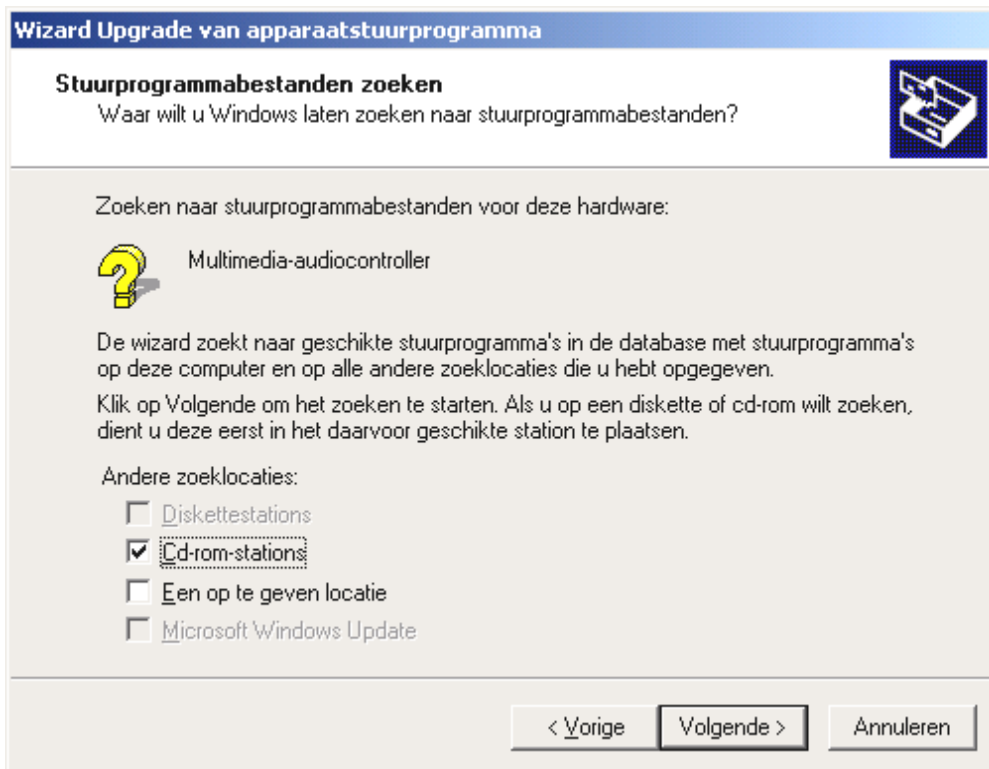 Wizard Upgrade van apparaatstuurprogramma
Stuurprogrammabestanden zoeken
Waar wilt u Windows laten zoeken naar stuurprogrammabestanden?
Zoeken naar stuurprogrammabestanden voor deze hardware:
Multimedia-audiocontroller
De wizard zoekt naar geschikte stuurprogramma's in de database met stuurprogramma's
op deze computer en op alle andere zoeklocaties die u hebt opgegeven.
Klik op Volgende om het zoeken te starten. Als u op een diskette of cd-rom wilt zoeken,
dient u deze eerst in het daarvoor geschikte station te plaatsen.
Andere zoeklocaties:
Diskettestations
Cd-rom-stations
Een op te geven locatie
Microsoft Windows Update
< Vorige
Volgende >
Annuleren